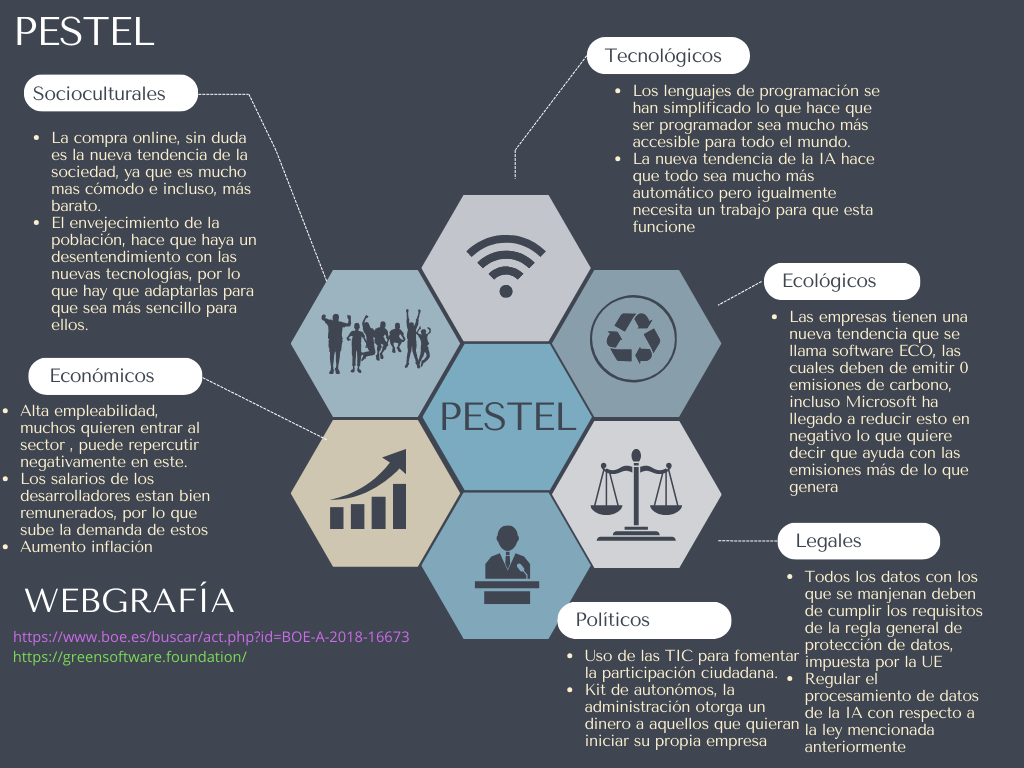 PESTEL
Socioculturales
La compra online, sin duda
es la nueva tendencia de la
sociedad, ya que es mucho
mas cómodo e incluso, más
barato.
El envejecimiento de la
población, hace que haya un
desentendimiento con las
nuevas tecnologías, por lo
que hay que adaptarlas para
que sea más sencillo para
ellos.
Económicos
Alta empleabilidad,
muchos quieren entrar al
sector , puede repercutir
negativamente en este.
Los salarios de los
desarrolladores estan bien
remunerados, por lo que
sube la demanda de estos
Aumento inflación
WEBGRAFÍA
https://www.boe.es/buscar/act.php?id=BOE-A-2018-16673
https://greensoftware.foundation/
PESTEL
Tecnológicos
Los lenguajes de programación se
han simplificado lo que hace que
ser programador sea mucho más
accesible para todo el mundo.
La nueva tendencia de la IA hace
que todo sea mucho más
automático pero igualmente
necesita un trabajo para que esta
funcione
Ecológicos
Las empresas tienen una
nueva tendencia que se
llama software ECO, las
cuales deben de emitir 0
emisiones de carbono,
incluso Microsoft ha
llegado a reducir esto en
negativo lo que quiere
decir que ayuda con las
emisiones más de lo que
genera
Legales
Todos los datos con los
que se manjenan deben
de cumplir los requisitos
de la regla general de
protección de datos,
impuesta por la UE
Regular el
procesamiento de datos
de la IA con respecto a
la ley mencionada
anteriormente
Políticos
Uso de las TIC para fomentar
la participación ciudadana.
Kit de autonómos, la
administración otorga un
dinero a aquellos que quieran
iniciar su propia empresa